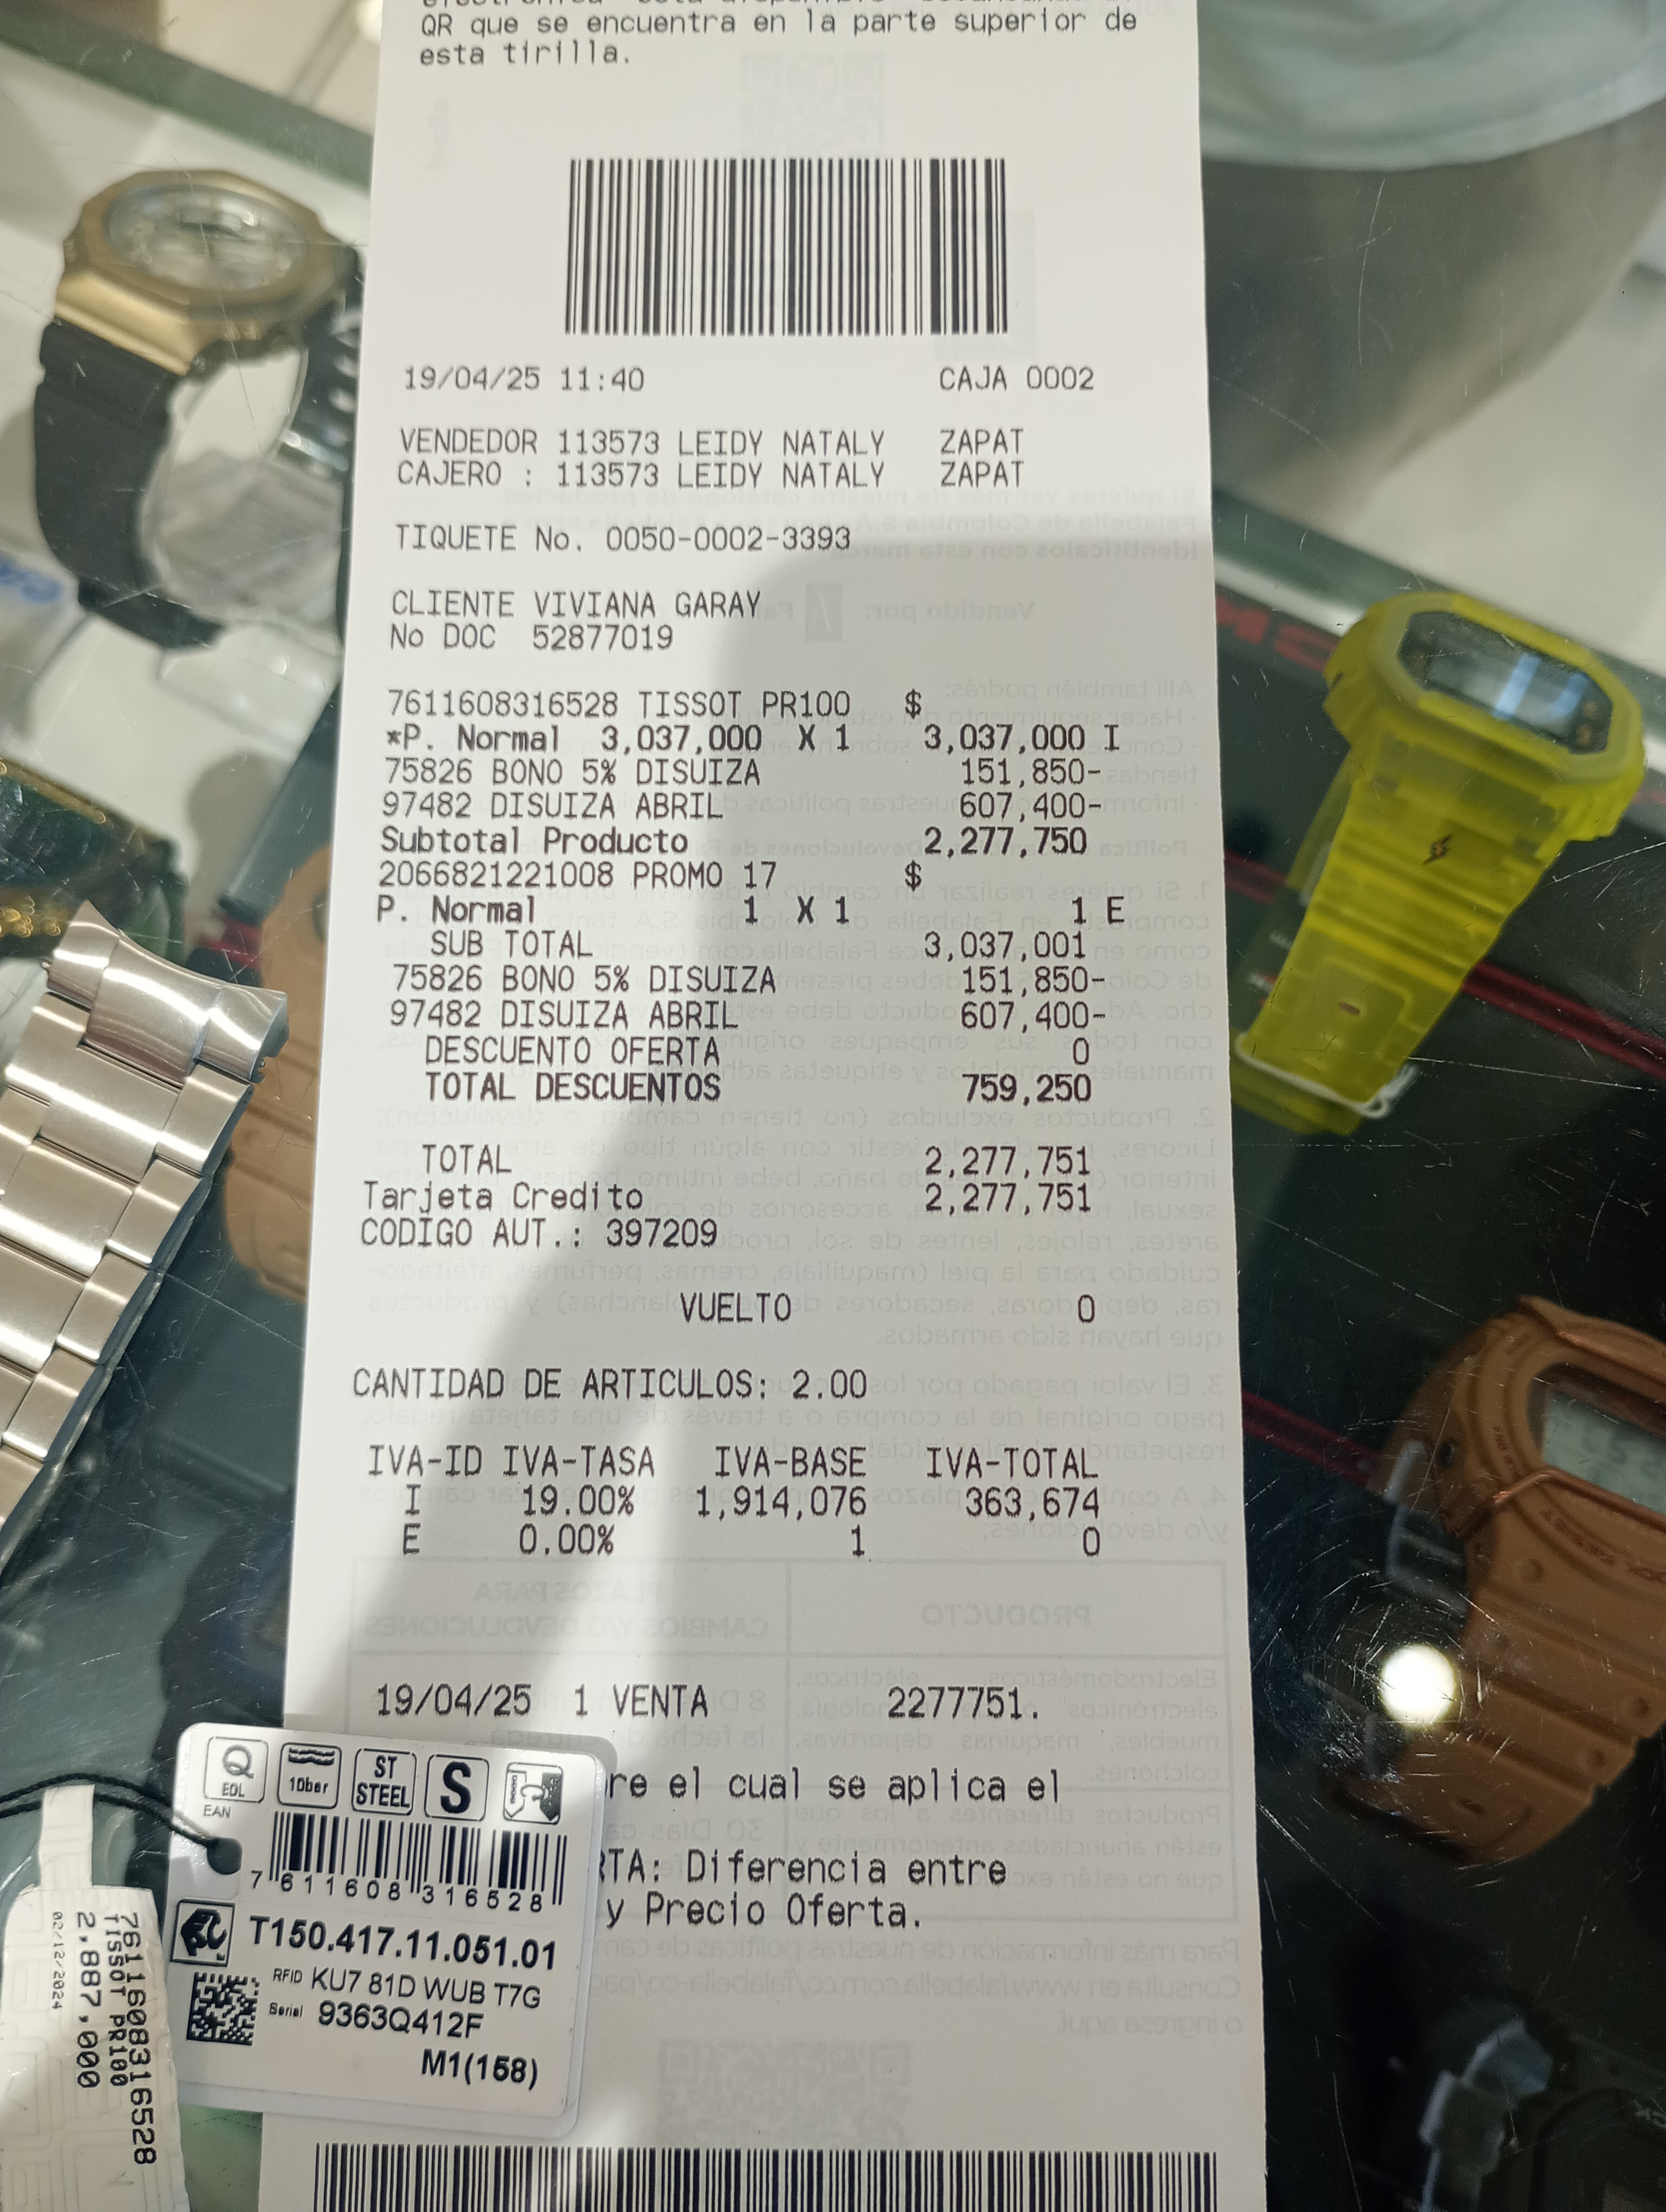 QR que se encuentra en la parte superior de
esta tirilla.
19/04/25 11:40 CAJA 0002
VENDEDOR 113573 LEIDY NATALY ZAPAT
CAJERO : 113573 LEIDY NATALY ZAPAT
TIQUETE No. 0050-0002-3393
CLIENTE VIVIANA GARAY
No DOC 52877019
7611608316528 TISSOT PR100 $
*P. Normal 3,037,000 X 1 3,037,000 I
75826 BONO 5% DISUIZA 151,850-
97482 DISUIZA ABRIL 607,400-
Subtotal Producto 2,277,750
2066821221008 PROMO 17 $
P. Normal 1 X 1 1 E
SUB TOTAL 3,037,001
75826 BONO 5% DISUIZA 151,850-
97482 DISUIZA ABRIL 607,400-
DESCUENTO OFERTA 0
TOTAL DESCUENTOS 759,250
TOTAL 2,277,751
Tarjeta Credito 2,277,751
CODIGO AUT.: 397209
VUELTO 0
CANTIDAD DE ARTICULOS: 2.00
IVA-ID IVA-TASA IVA-BASE IVA-TOTAL
I 19.00% 1,914,076 363,674
E 0.00% 1 0
19/04/25 1 VENTA 2277751.
re el cual se aplica el
RTA: Diferencia entre
y Precio Oferta.
Q EOL 10bar ST STEEL S
EAN
7 611608 316528
T150.417.11.051.01
RFID KU7 81D WUB T7G
Serial 9363Q412F
M1(158)
7611608316528
TISSOT PR100
2,887,000
02/12/2024